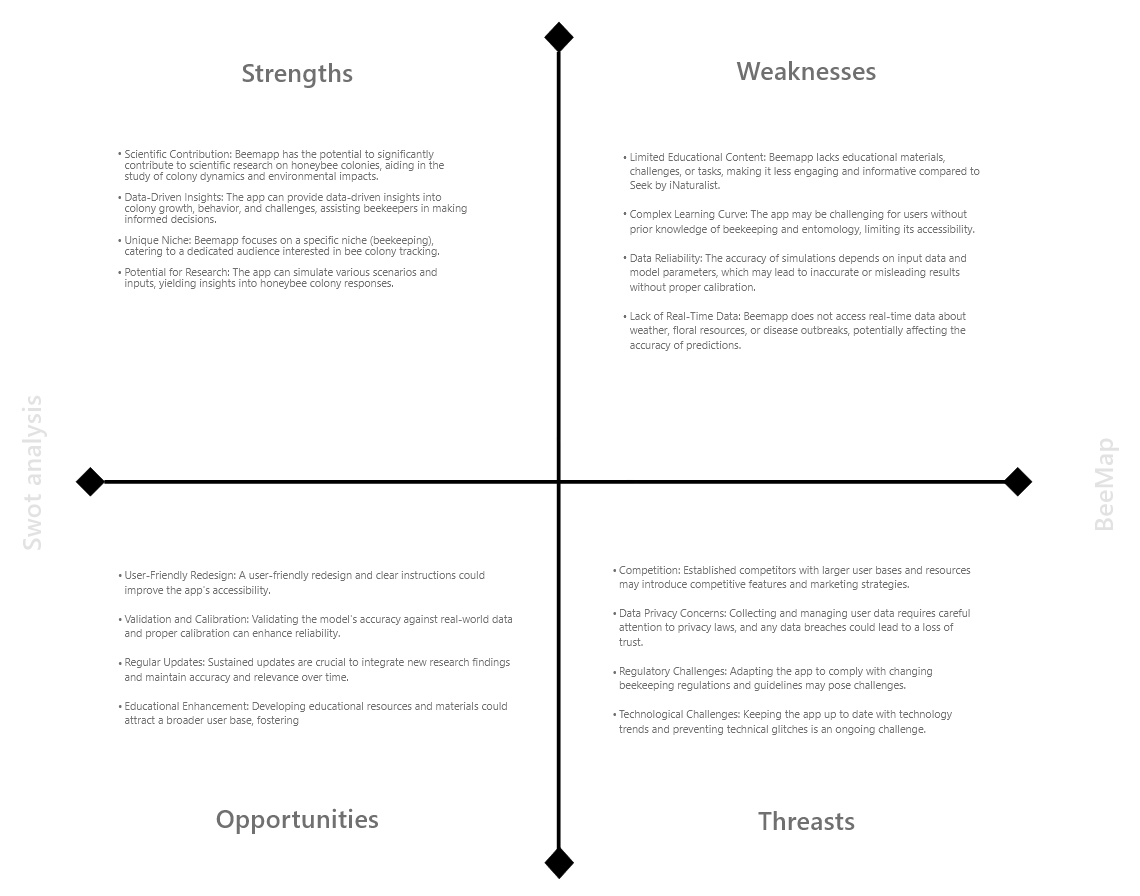 Strengths
• Scientific Contribution: Beemapp has the potential to significantly
contribute to scientific research on honeybee colonies, aiding in the
study of colony dynamics and environmental impacts.
• Data-Driven Insights: The app can provide data-driven insights into
colony growth, behavior, and challenges, assisting beekeepers in making
informed decisions.
• Unique Niche: Beemapp focuses on a specific niche (beekeeping),
catering to a dedicated audience interested in bee colony tracking.
• Potential for Research: The app can simulate various scenarios and
inputs, yielding insights into honeybee colony responses.
Weaknesses
• Limited Educational Content: Beemapp lacks educational materials,
challenges, or tasks, making it less engaging and informative compared to
Seek by iNaturalist.
• Complex Learning Curve: The app may be challenging for users without
prior knowledge of beekeeping and entomology, limiting its accessibility.
• Data Reliability: The accuracy of simulations depends on input data and
model parameters, which may lead to inaccurate or misleading results
without proper calibration.
• Lack of Real-Time Data: Beemapp does not access real-time data about
weather, floral resources, or disease outbreaks, potentially affecting the
accuracy of predictions.
Swot analysis
BeeMap
• User-Friendly Redesign: A user-friendly redesign and clear instructions could
improve the app's accessibility.
• Validation and Calibration: Validating the model's accuracy against real-world data
and proper calibration can enhance reliability.
• Regular Updates: Sustained updates are crucial to integrate new research findings
and maintain accuracy and relevance over time.
• Educational Enhancement: Developing educational resources and materials could
attract a broader user base, fostering
Opportunities
• Competition: Established competitors with larger user bases and resources
may introduce competitive features and marketing strategies.
• Data Privacy Concerns: Collecting and managing user data requires careful
attention to privacy laws, and any data breaches could lead to a loss of
trust.
• Regulatory Challenges: Adapting the app to comply with changing
beekeeping regulations and guidelines may pose challenges.
• Technological Challenges: Keeping the app up to date with technology
trends and preventing technical glitches is an ongoing challenge.
Threasts